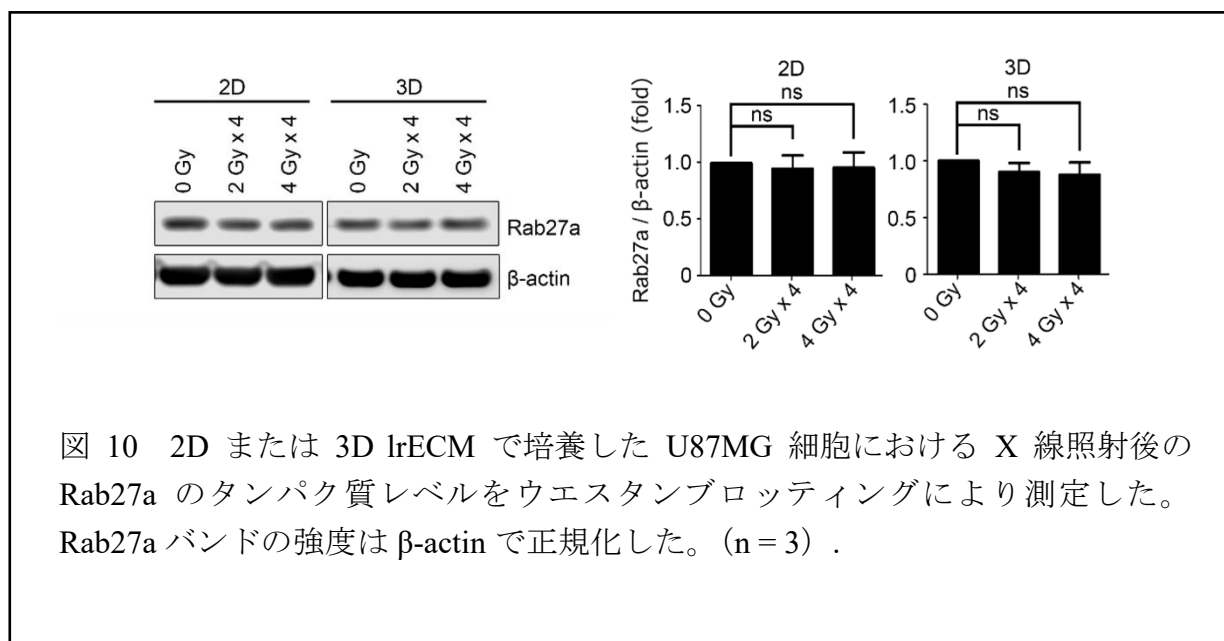 2D 3D
0 Gy 2 Gy x 4 4 Gy x 4 0 Gy 2 Gy x 4 4 Gy x 4
Rab27a
β-actin
2D
ns
ns
Rab27a / β-actin (fold)
1.5
1.0
0.5
0
0 Gy 2 Gy x 4 4 Gy x 4
3D
ns
ns
1.5
1.0
0.5
0
0 Gy 2 Gy x 4 4 Gy x 4
図 10 2D または 3D lrECM で培養した U87MG 細胞における X 線照射後の
Rab27a のタンパク質レベルをウエスタンブロッティングにより測定した。
Rab27a バンドの強度は β-actin で正規化した。（n = 3）.